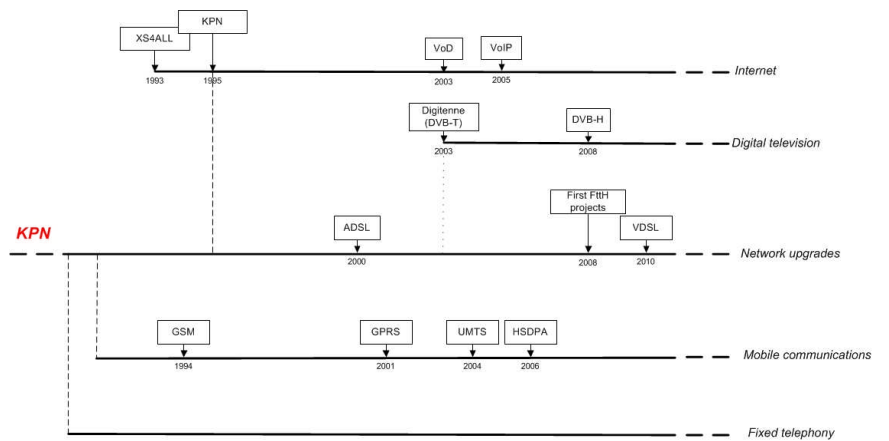 KPN
XS4ALL
VoD
VoIP
1993
1995
2003
2005
Internet
Digitenne
(DVB-T)
DVB-H
2003
2008
Digital television
First FttH
projects
ADSL
VDSL
KPN
2000
2008
2010
Network upgrades
GSM
GPRS
UMTS
HSDPA
1994
2001
2004
2006
Mobile communications
Fixed telephony